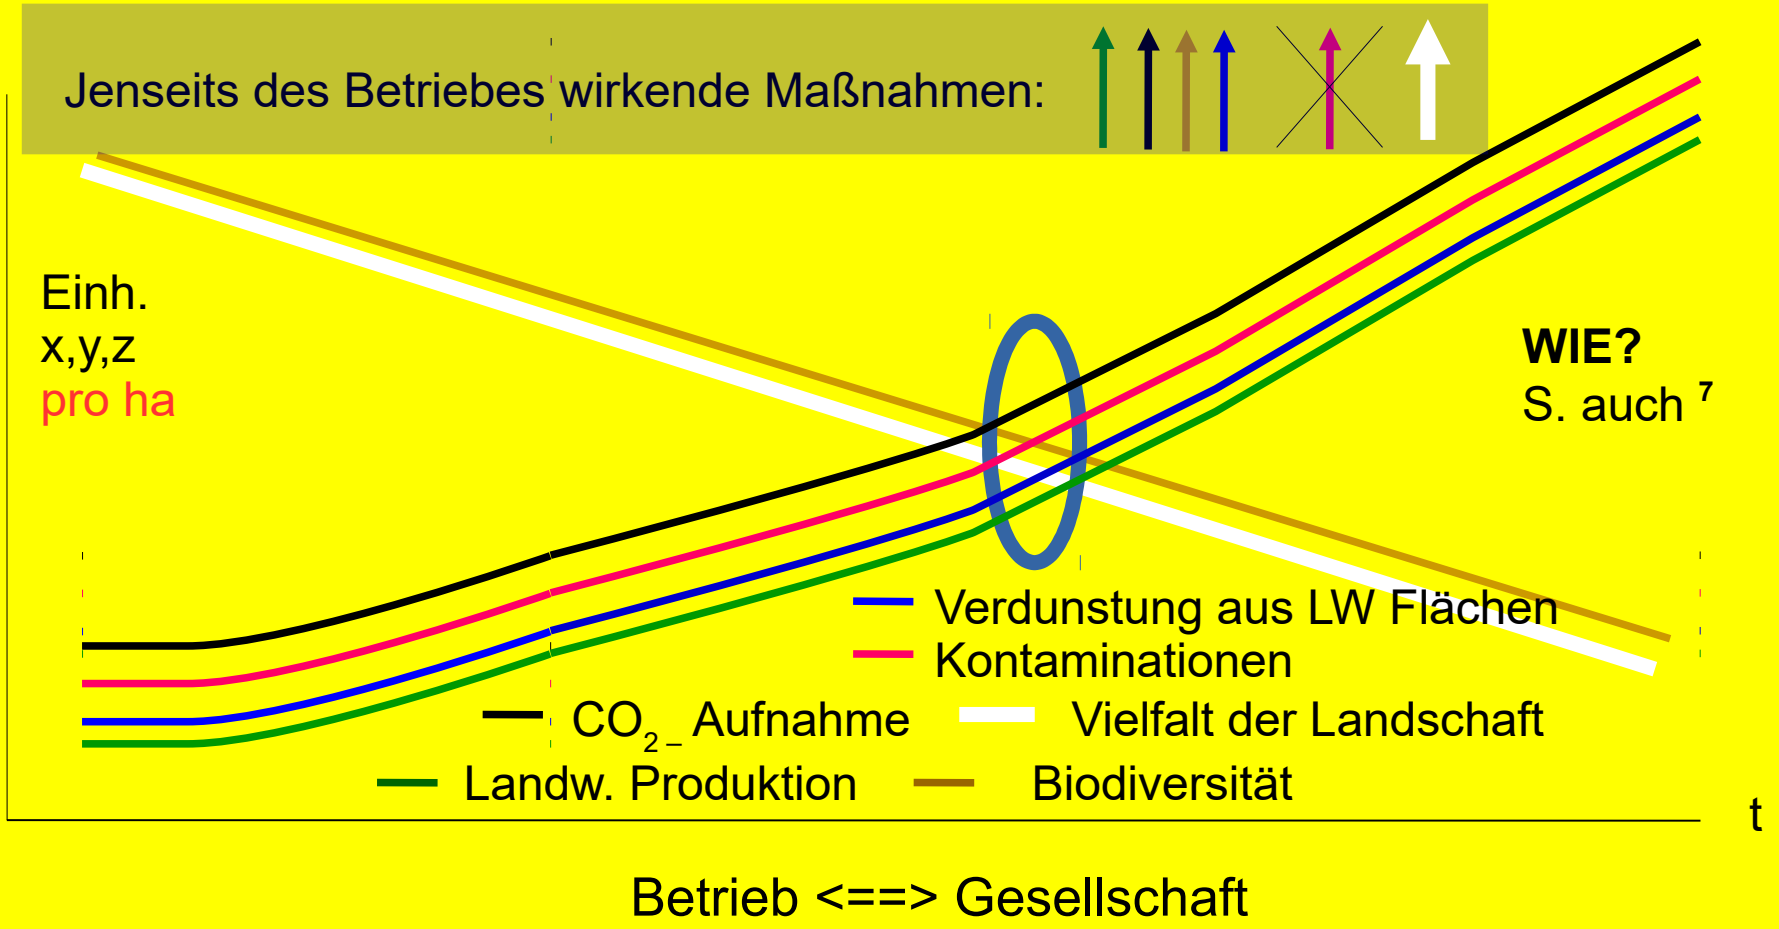 Jenseits des Betriebes wirkende Maßnahmen:
Einh.
x,y,z
pro ha
WIE?
S. auch ⁷
Verdunstung aus LW Flächen
Kontaminationen
CO₂ ₋ Aufnahme
Vielfalt der Landschaft
Landw. Produktion
Biodiversität
t
Betrieb <==> Gesellschaft